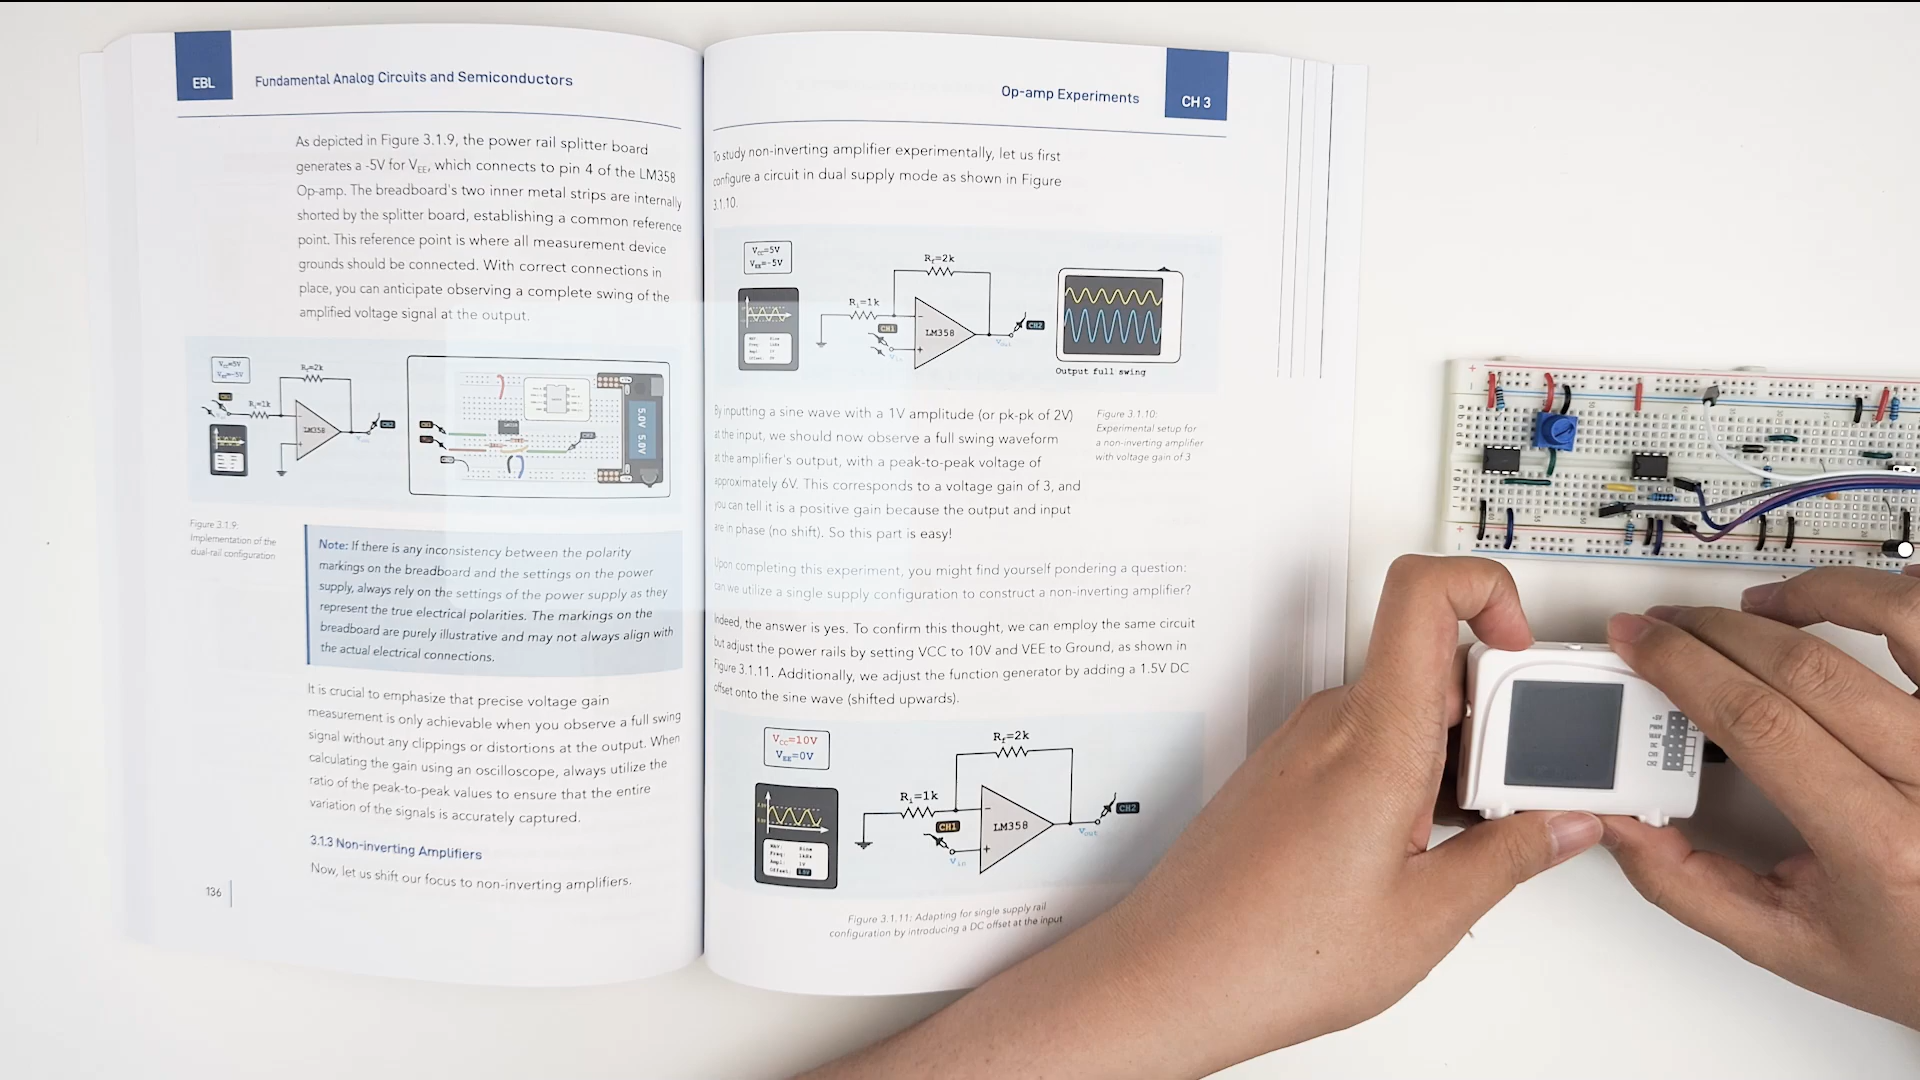 EBL
Fundamental Analog Circuits and Semiconductors
As depicted in Figure 3.1.9, the power rail splitter board
generates a -5V for VEE, which connects to pin 4 of the LM358
Op-amp. The breadboard's two inner metal strips are internally
shorted by the splitter board, establishing a common reference
point. This reference point is where all measurement device
grounds should be connected. With correct connections in
place, you can anticipate observing a complete swing of the
amplified voltage signal at the output.
VCC=5V
VEE=-5V
Rf=2k
Ri=1k
LM358
CH2
5.0V 5.0V
Figure 3.1.9:
Implementation of the
dual-rail configuration
Note: If there is any inconsistency between the polarity
markings on the breadboard and the settings on the power
supply, always rely on the settings of the power supply as they
represent the true electrical polarities. The markings on the
breadboard are purely illustrative and may not always align with
the actual electrical connections.
It is crucial to emphasize that precise voltage gain
measurement is only achievable when you observe a full swing
signal without any clippings or distortions at the output. When
calculating the gain using an oscilloscope, always utilize the
ratio of the peak-to-peak values to ensure that the entire
variation of the signals is accurately captured.
3.1.3 Non-inverting Amplifiers
Now, let us shift our focus to non-inverting amplifiers.
136
Op-amp Experiments
CH 3
To study non-inverting amplifier experimentally, let us first
configure a circuit in dual supply mode as shown in Figure
3.1.10.
VCC=5V
VEE=-5V
Rf=2k
Ri=1k
CH1
LM358
Vin
Vout
CH2
Output full swing
By inputting a sine wave with a 1V amplitude (or pk-pk of 2V)
at the input, we should now observe a full swing waveform
at the amplifier's output, with a peak-to-peak voltage of
approximately 6V. This corresponds to a voltage gain of 3, and
you can tell it is a positive gain because the output and input
are in phase (no shift). So this part is easy!
Figure 3.1.10:
Experimental setup for
a non-inverting amplifier
with voltage gain of 3
Upon completing this experiment, you might find yourself pondering a question:
can we utilize a single supply configuration to construct a non-inverting amplifier?
Indeed, the answer is yes. To confirm this thought, we can employ the same circuit
but adjust the power rails by setting VCC to 10V and VEE to Ground, as shown in
Figure 3.1.11. Additionally, we adjust the function generator by adding a 1.5V DC
offset onto the sine wave (shifted upwards).
VCC=10V
VEE=0V
Rf=2k
Ri=1k
CH1
LM358
Vin
Vout
CH2
Figure 3.1.11: Adapting for single supply rail
configuration by introducing a DC offset at the input